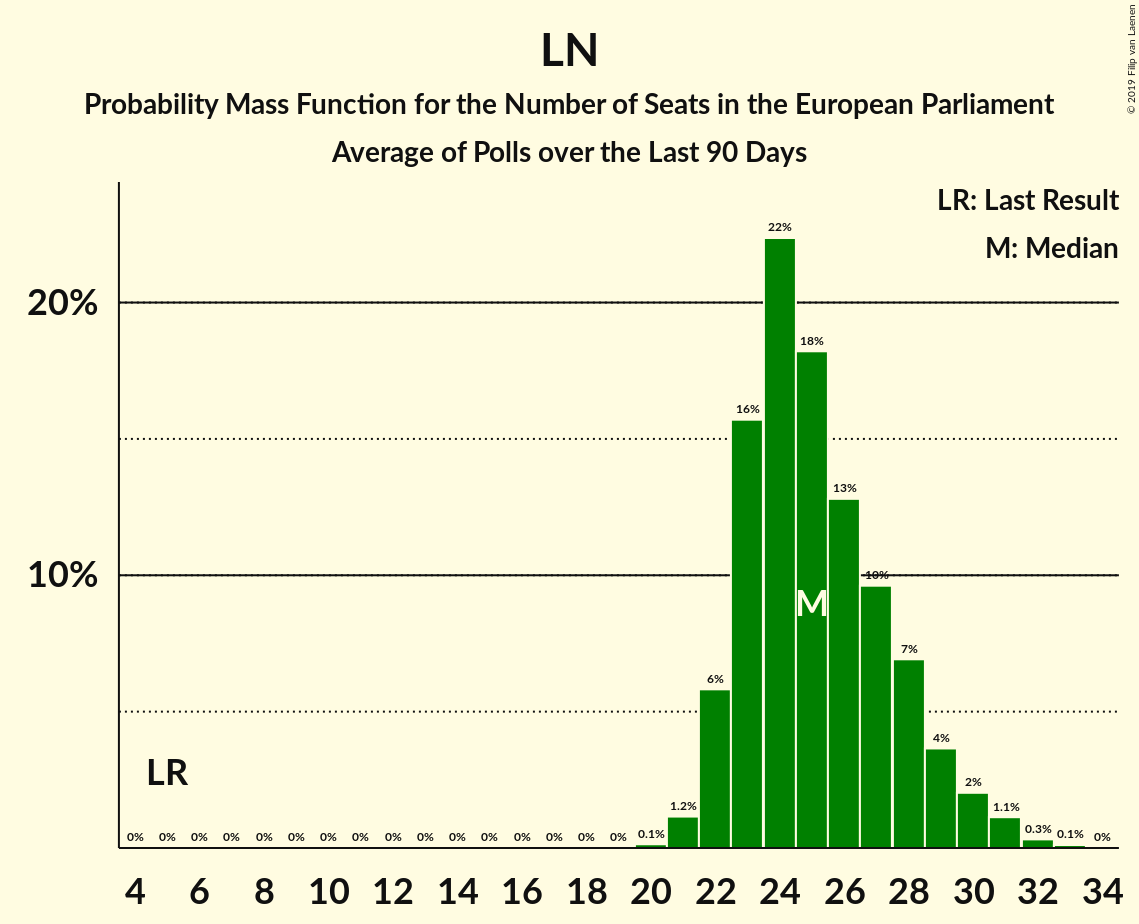 LN
Probability Mass Function for the Number of Seats in the European Parliament
Average of Polls over the Last 90 Days
© 2019 Filip van Laenen
LR: Last Result
M: Median
22%
20%
18%
16%
13%
10%
10%
M
7%
6%
4%
LR
2%
1.2%
1.1%
0% 0% 0% 0% 0% 0% 0% 0% 0% 0% 0% 0% 0% 0% 0% 0% 0.1% 0.3% 0.1% 0%
4 6 8 10 12 14 16 18 20 22 24 26 28 30 32 34